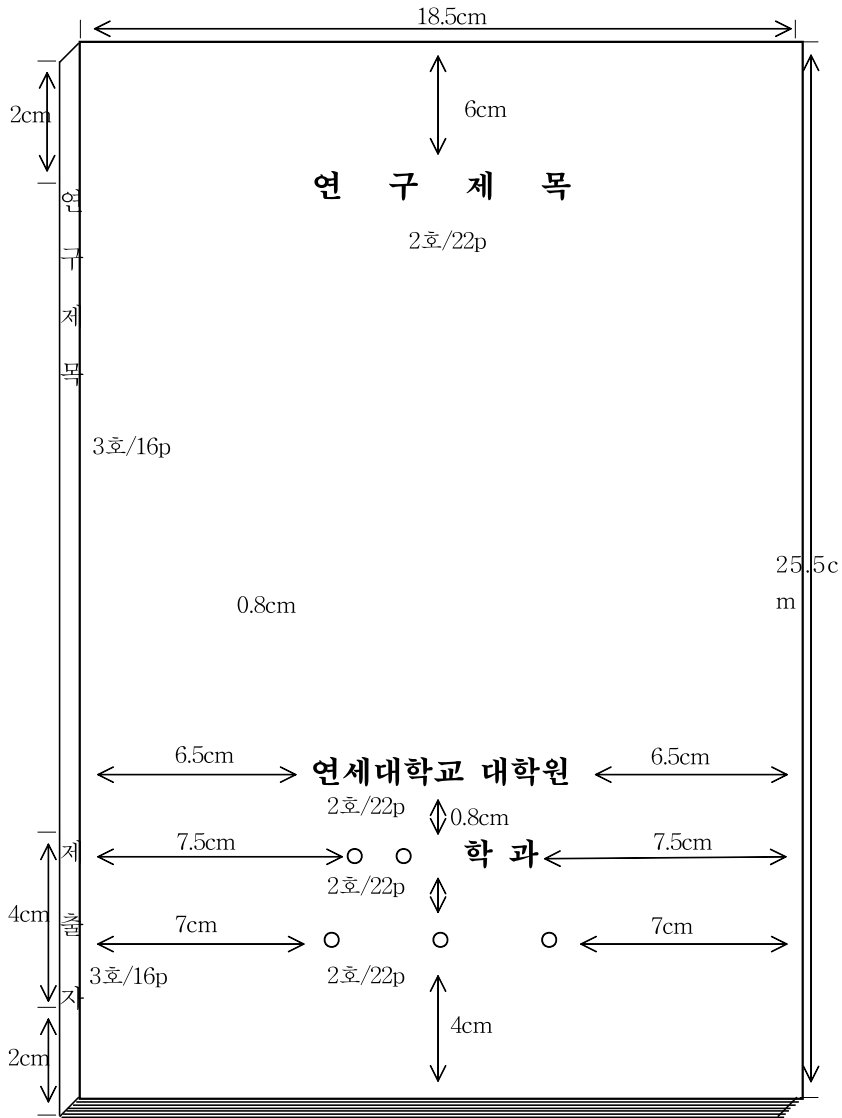 18.5cm
2cm
6cm
연 구 제 목
2호/22p
연
구
제
목
3호/16p
25.5c
m
0.8cm
6.5cm
연세대학교 대학원
6.5cm
2호/22p
0.8cm
7.5cm
○ ○ 학 과
7.5cm
2호/22p
제
출
자
4cm
7cm
○ ○ ○
7cm
3호/16p
2호/22p
4cm
2cm